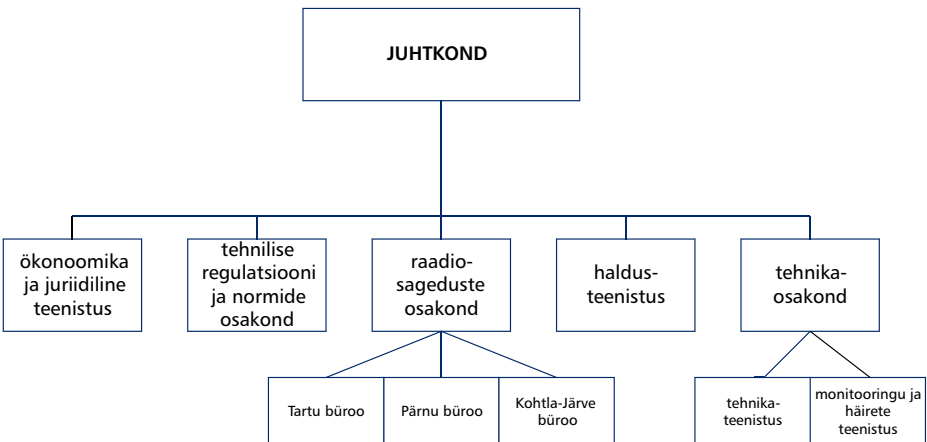 JUHTKOND
ökonoomika
ja juriidiline
teenistus
tehnilise
regulatsiooni
ja normide
osakond
raadio-
sageduste
osakond
haldus-
teenistus
tehnika-
osakond
Tartu büroo
Pärnu büroo
Kohtla-Järve
büroo
tehnika-
teenistus
monitooringu ja
häirete
teenistus